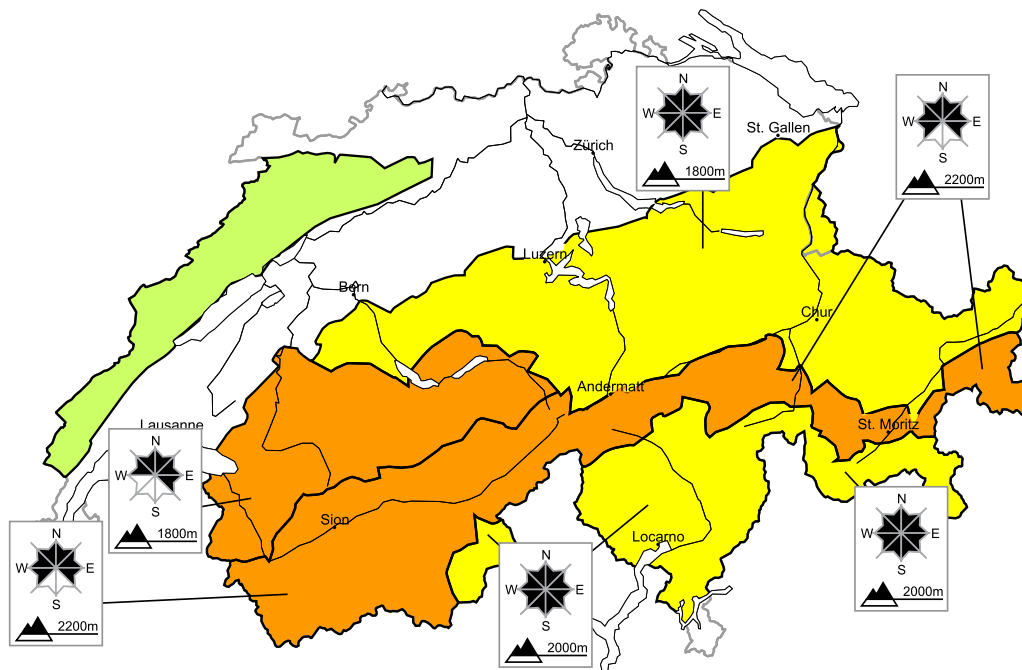 N
W E
S
1800m
St. Gallen
N
W E
S
2200m
Zürich
Luzern
Bern
Chur
Andermatt
St. Moritz
Lausanne
N
W E
S
1800m
Sion
Locarno
N
W E
S
2200m
N
W E
S
2000m
N
W E
S
2000m